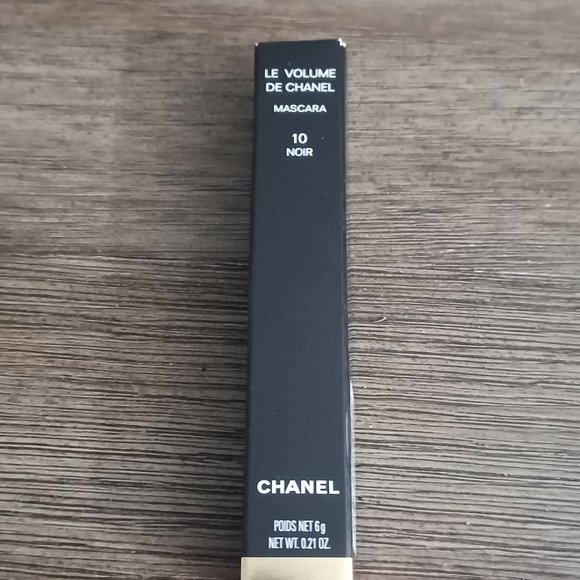 LE VOLUME
DE CHANEL
MASCARA
10
NOIR
CHANEL
POIDS NET 6g
NET WT. 0.21 OZ.